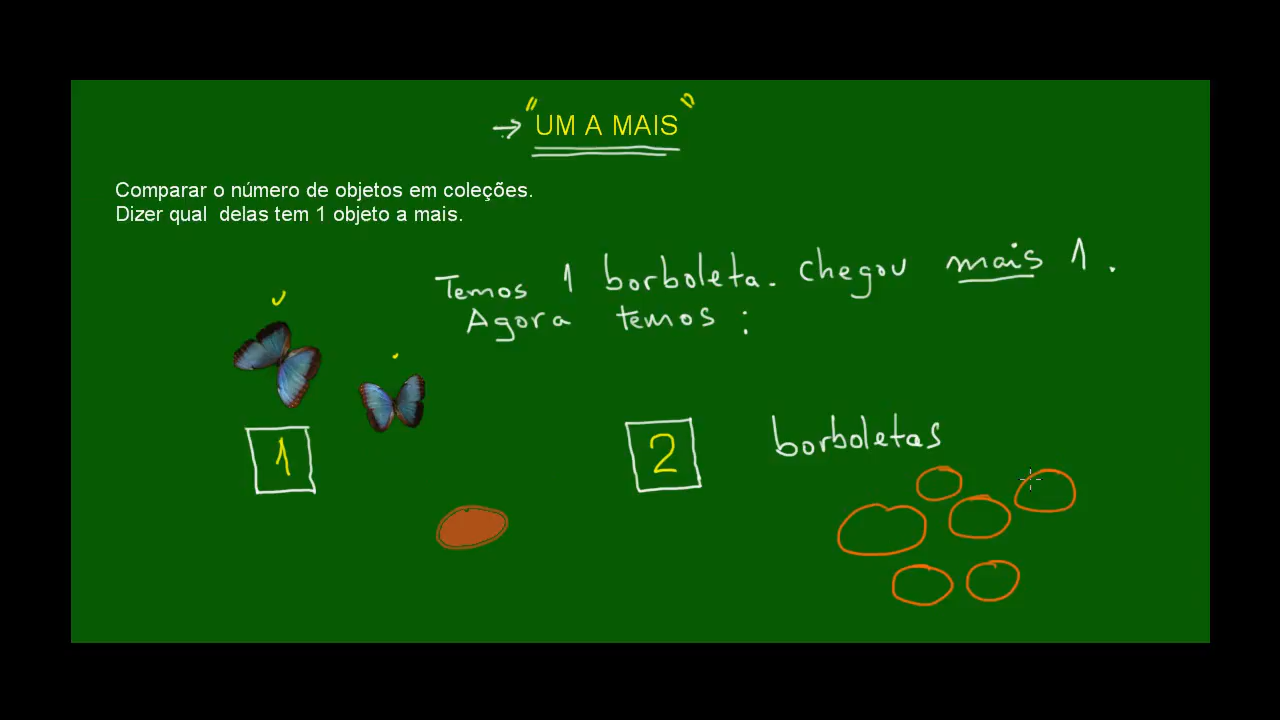 "UM A MAIS"
Comparar o número de objetos em coleções.
Dizer qual delas tem 1 objeto a mais.
Temos 1 borboleta. chegou mais 1.
Agora temos:
1
2 borboletas